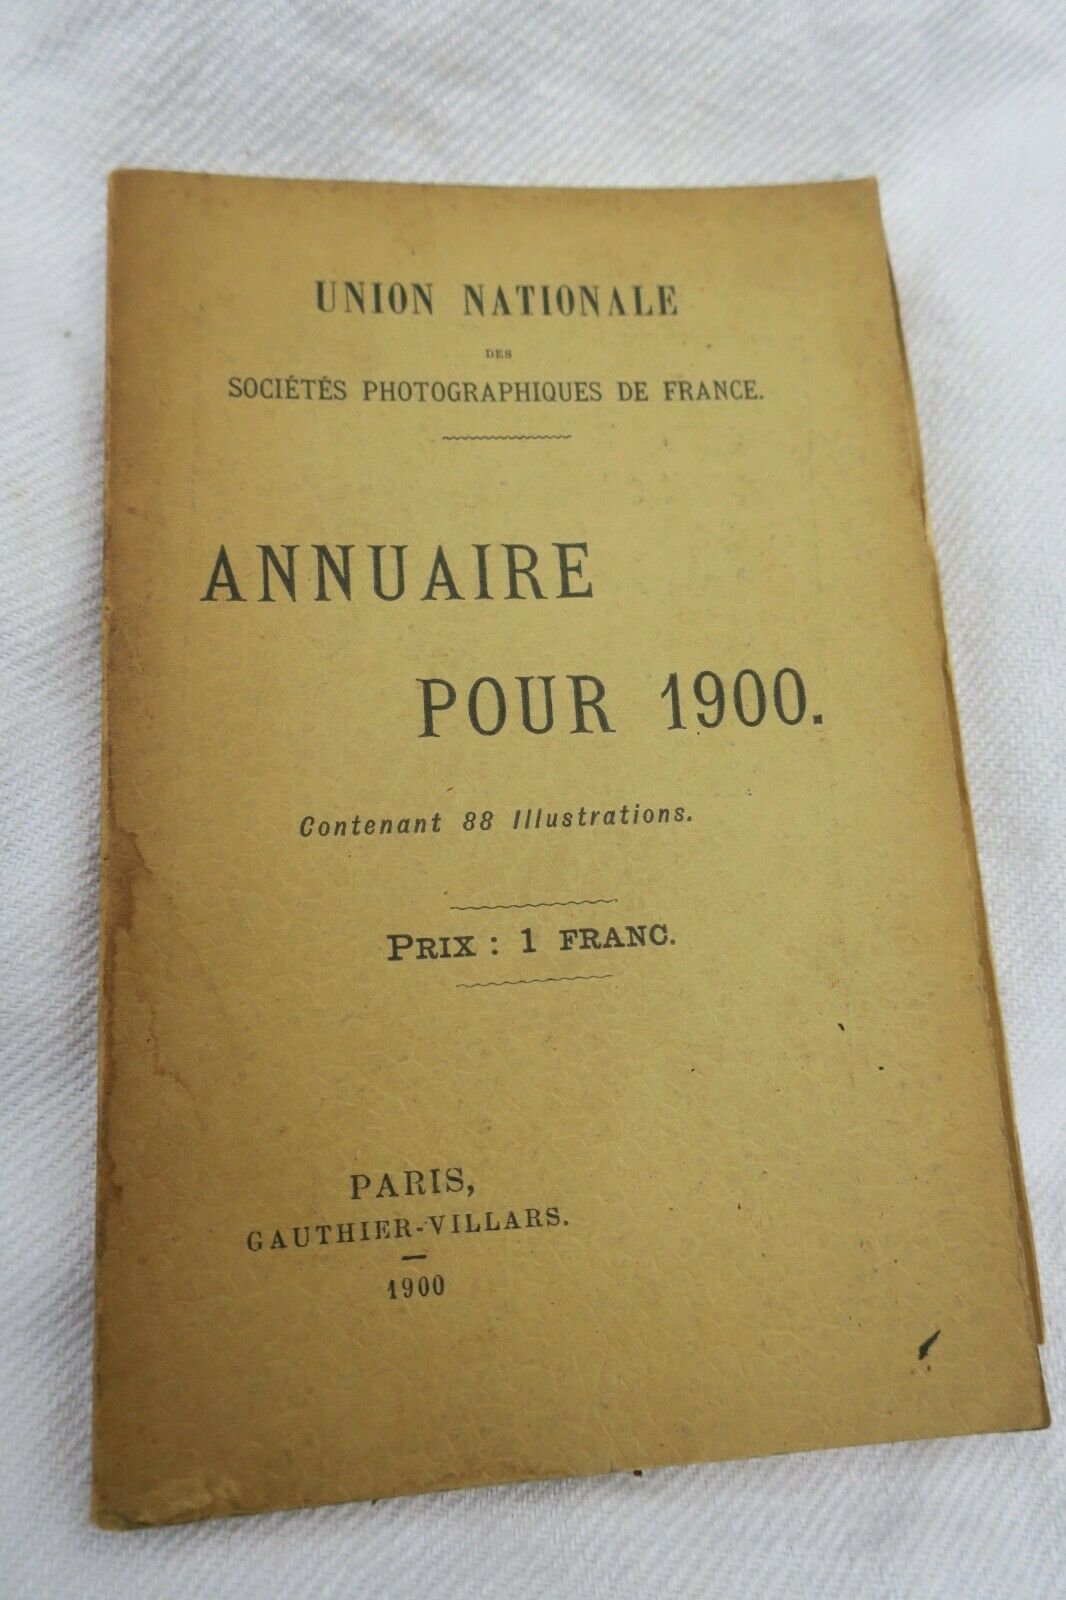 UNION NATIONALE
DES
SOCIÉTÉS PHOTOGRAPHIQUES DE FRANCE.
ANNUAIRE
POUR 1900.
Contenant 88 Illustrations.
PRIX : 1 FRANC.
PARIS,
GAUTHIER-VILLARS.
1900